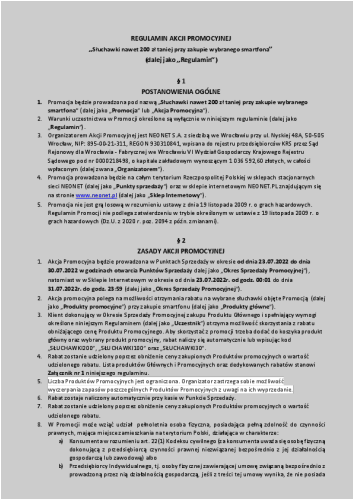 REGULAMIN AKCJI PROMOCYJNEJ
„Słuchawki nawet 200 zł taniej przy zakupie wybranego smartfona”
(dalej jako „Regulamin”)
§ 1
POSTANOWIENIA OGÓLNE
1. Promocja będzie prowadzona pod nazwą „Słuchawki nawet 200 zł taniej przy zakupie wybranego
smartfona” (dalej jako „Promocja” lub „Akcja Promocyjna”).
2. Warunki uczestnictwa w Promocji określone są wyłącznie w niniejszym regulaminie (dalej jako
„Regulamin”).
3. Organizatorem Akcji Promocyjnej jest NEONET S.A. z siedzibą we Wrocławiu przy ul. Nyskiej 48A, 50-505
Wrocław, NIP: 895-00-21-311, REGON 930310841, wpisana do rejestru przedsiębiorców KRS przez Sąd
Rejonowy dla Wrocławia - Fabrycznej we Wrocławiu VI Wydział Gospodarczy Krajowego Rejestru
Sądowego pod nr 0000218498, o kapitale zakładowym wynoszącym 1 036 592,60 złotych, w całości
wpłaconym (dalej zwana „Organizatorem”).
4. Promocja prowadzona będzie na całym terytorium Rzeczypospolitej Polskiej w sklepach stacjonarnych
sieci NEONET (dalej jako „Punkty sprzedaży”) oraz w sklepie internetowym NEONET.PL znajdującym się
na stronie www.neonet.pl (dalej jako „Sklep Internetowy”).
5. Promocja nie jest grą losową w rozumieniu ustawy z dnia 19 listopada 2009 r. o grach hazardowych.
Regulamin Promocji nie podlega zatwierdzeniu w trybie określonym w ustawie z 19 listopada 2009 r. o
grach hazardowych (Dz.U. z 2020 r. poz. 2094 z późn. zmianami).
§ 2
ZASADY AKCJI PROMOCYJNEJ
1. Akcja Promocyjna będzie prowadzona w Punktach Sprzedaży w okresie od dnia 23.07.2022 do
30.07.2022 w godzinach otwarcia Punktów Sprzedaży dalej jako „Okres Sprzedaży Promocyjnej”),
natomiast w Sklepie Internetowym w okresie od dnia 23.07.2022r. od godz. 00:01 do dnia
31.07.2022r. do godz. 23:59 (dalej jako „Okres Sprzedaży Promocyjnej”).
2. Akcja promocyjna polega na możliwości otrzymania rabatu na wybrane słuchawki objęte Promocją (dalej
jako „Produkty promocyjne”) przy zakupie smartfonu (dalej jako „Produkty główne”).
3. Klient dokonujący w Okresie Sprzedaży Promocyjnej zakupu Produktu Głównego i spełniający wymogi
określone niniejszym Regulaminem (dalej jako „Uczestnik”) otrzyma możliwość skorzystania z rabatu
obniżającego cenę Produktu Promocyjnego. Aby skorzystać z promocji trzeba dodać do koszyka produkt
główny oraz wybrany produkt promocyjny, rabat naliczy się automatycznie lub wpisując kod
4. Rabat zostanie udzielony poprzez obniżenie ceny zakupionych Produktów promocyjnych o wartość
udzielonego rabatu. Lista produktów Głównych i Promocyjnych oraz dedykowanych rabatów stanowi
Załącznik nr 1 niniejszego regulaminu.
5. Liczba Produktów Promocyjnych jest ograniczona. Organizator zastrzega sobie możliwość
wyczerpania zapasów poszczególnych Produktów Promocyjnych z uwagi na ich wyprzedanie.
6. Rabat zostaje naliczony automatycznie przy kasie w Punkcie Sprzedaży.
7. Rabat zostanie udzielony poprzez obniżenie ceny zakupionych Produktów promocyjnych o wartość
udzielonego rabatu.
8. W Promocji może wziąć udział pełnoletnia osoba fizyczna, posiadająca pełną zdolność do czynności
prawnych, mająca miejsce zamieszkania na terytorium Polski, działająca w charakterze:
a) Konsumenta w rozumieniu art. 22(1) Kodeksu cywilnego (za konsumenta uważa się osobę fizyczną
dokonującą z przedsiębiorcą czynności prawnej niezwiązanej bezpośrednio z jej działalnością
gospodarczą lub zawodową) albo
b) Przedsiębiorcy indywidualnego, tj. osoby fizycznej zawierającej umowę związaną bezpośrednio z
prowadzoną przez nią działalnością gospodarczą, jeśli z treści tej umowy wynika, że nie posiada